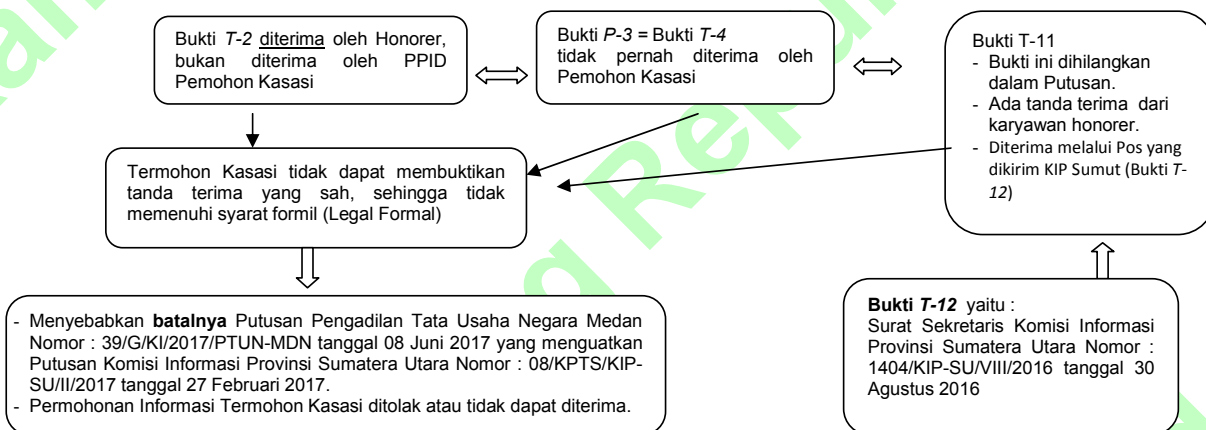 Bukti T-2 diterima oleh Honorer,
bukan diterima oleh PPID
Pemohon Kasasi
Bukti P-3 = Bukti T-4
tidak pernah diterima oleh
Pemohon Kasasi
Bukti T-11
- Bukti ini dihilangkan
dalam Putusan.
- Ada tanda terima dari
karyawan honorer.
- Diterima melalui Pos yang
dikirim KIP Sumut (Bukti T-
12)
Termohon Kasasi tidak dapat membuktikan
tanda terima yang sah, sehingga tidak
memenuhi syarat formil (Legal Formal)
- Menyebabkan batalnya Putusan Pengadilan Tata Usaha Negara Medan
Nomor : 39/G/KI/2017/PTUN-MDN tanggal 08 Juni 2017 yang menguatkan
Putusan Komisi Informasi Provinsi Sumatera Utara Nomor : 08/KPTS/KIP-
SU/II/2017 tanggal 27 Februari 2017.
- Permohonan Informasi Termohon Kasasi ditolak atau tidak dapat diterima.
Bukti T-12 yaitu :
Surat Sekretaris Komisi Informasi
Provinsi Sumatera Utara Nomor :
1404/KIP-SU/VIII/2016 tanggal 30
Agustus 2016